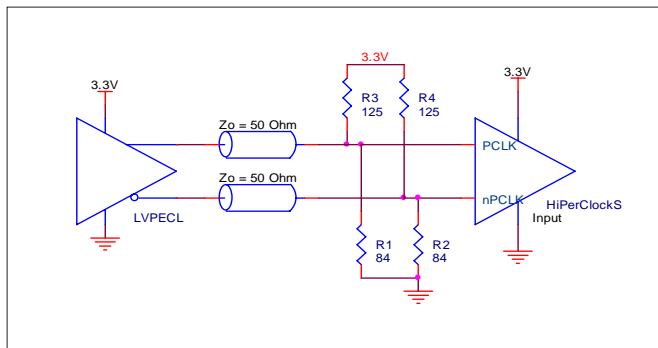 3.3V
3.3V
3.3V
R3
125
R4
125
Zo = 50 Ohm
PCLK
Zo = 50 Ohm
nPCLK
HiPerClockS
Input
LVPECL
R1
84
R2
84